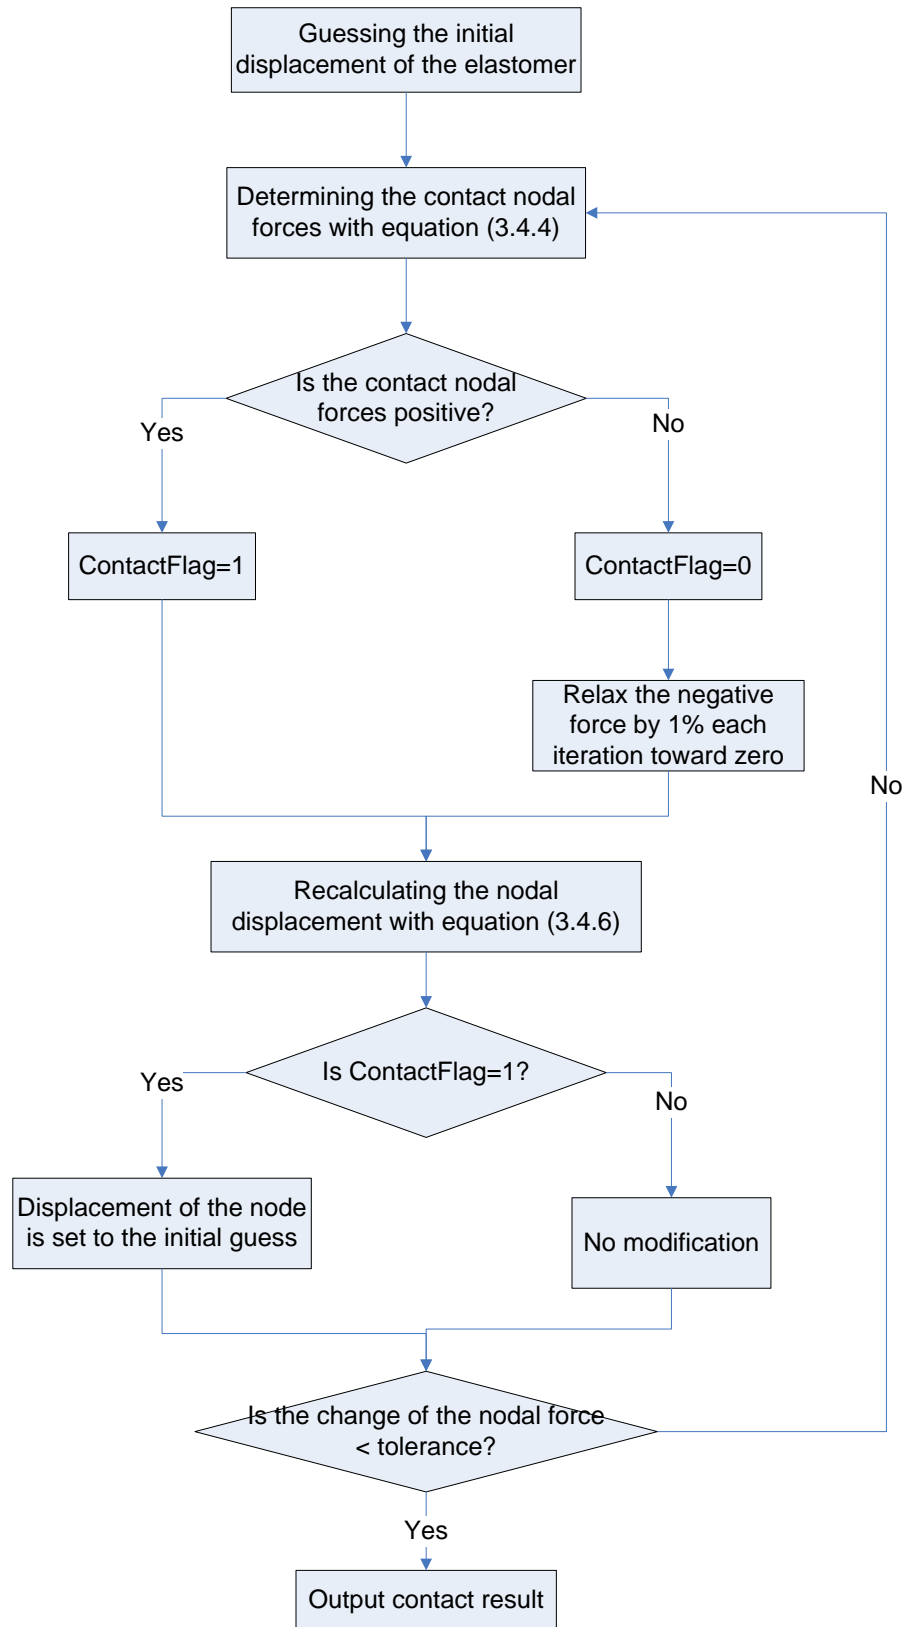 Guessing the initial
displacement of the elastomer
Determining the contact nodal
forces with equation (3.4.4)
Is the contact nodal
forces positive?
Yes
No
ContactFlag=1
ContactFlag=0
Relax the negative
force by 1% each
iteration toward zero
No
Recalculating the nodal
displacement with equation (3.4.6)
Is ContactFlag=1?
Yes
No
Displacement of the node
is set to the initial guess
No modification
Is the change of the nodal force
< tolerance?
Yes
Output contact result